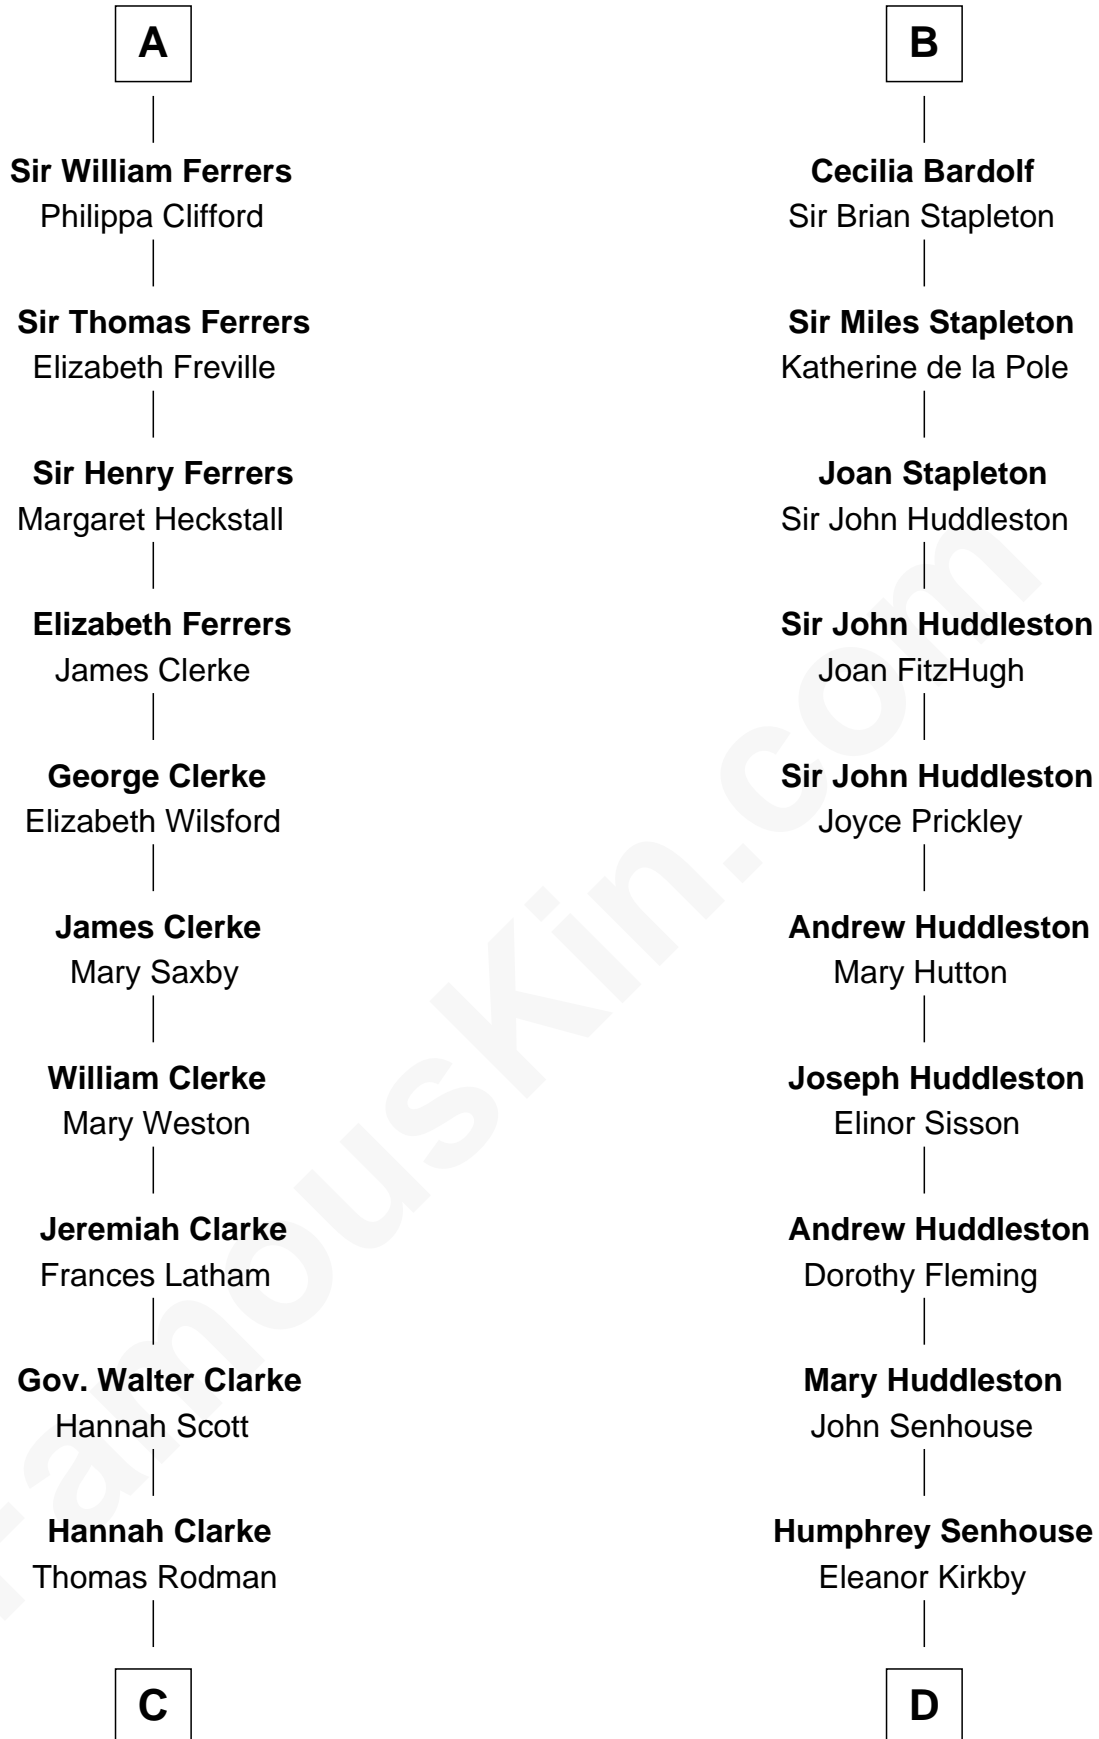 A
Sir William Ferrers
Philippa Clifford
Sir Thomas Ferrers
Elizabeth Freville
Sir Henry Ferrers
Margaret Heckstall
Elizabeth Ferrers
James Clerke
George Clerke
Elizabeth Wilsford
James Clerke
Mary Saxby
William Clerke
Mary Weston
Jeremiah Clarke
Frances Latham
Gov. Walter Clarke
Hannah Scott
Hannah Clarke
Thomas Rodman
C
B
Cecilia Bardolf
Sir Brian Stapleton
Sir Miles Stapleton
Katherine de la Pole
Joan Stapleton
Sir John Huddleston
Sir John Huddleston
Joan FitzHugh
Sir John Huddleston
Joyce Prickley
Andrew Huddleston
Mary Hutton
Joseph Huddleston
Elinor Sisson
Andrew Huddleston
Dorothy Fleming
Mary Huddleston
John Senhouse
Humphrey Senhouse
Eleanor Kirkby
D
FamousKin.com